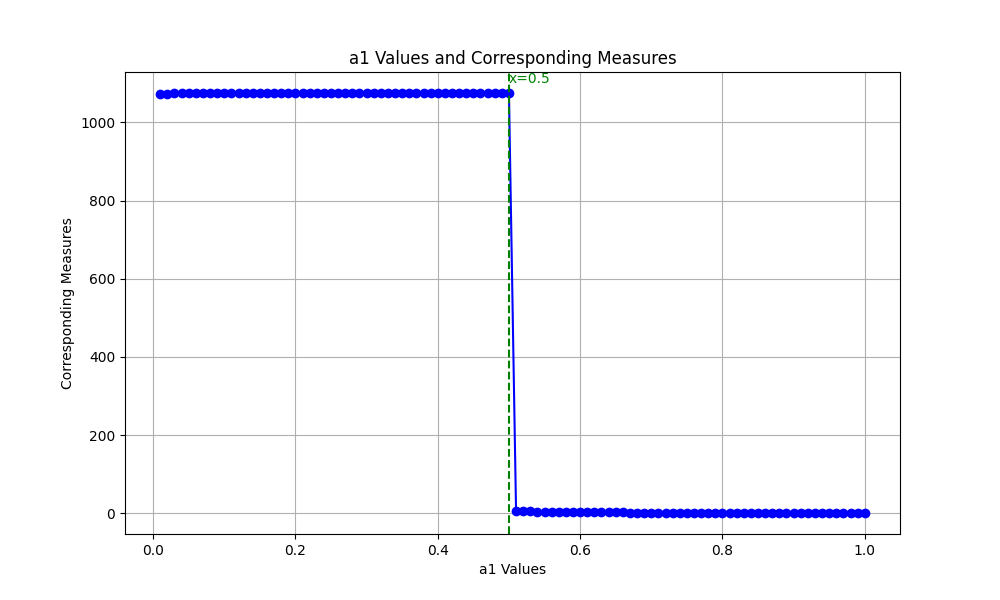 a1 Values and Corresponding Measures
x=0.5
1000
800
600
400
200
0
Corresponding Measures
0.0 0.2 0.4 0.6 0.8 1.0
a1 Values